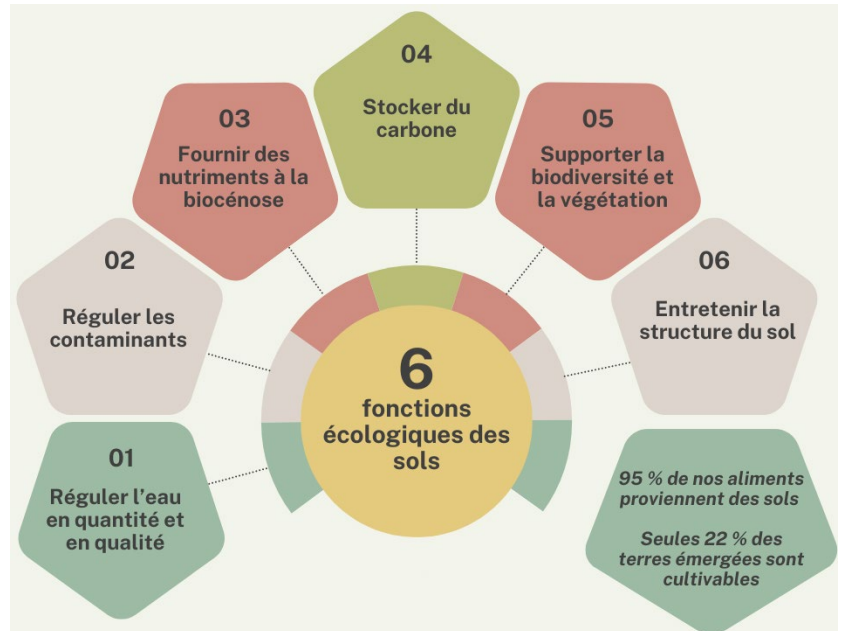 01
Réguler l'eau
en quantité et
en qualité
02
Réguler les
contaminants
03
Fournir des
nutriments à la
biocénose
04
Stocker du
carbone
05
Supporter la
biodiversité et
la végétation
06
Entretenir la
structure du sol
6
fonctions
écologiques des
sols
95 % de nos aliments
proviennent des sols
Seules 22 % des
terres émergées sont
cultivables